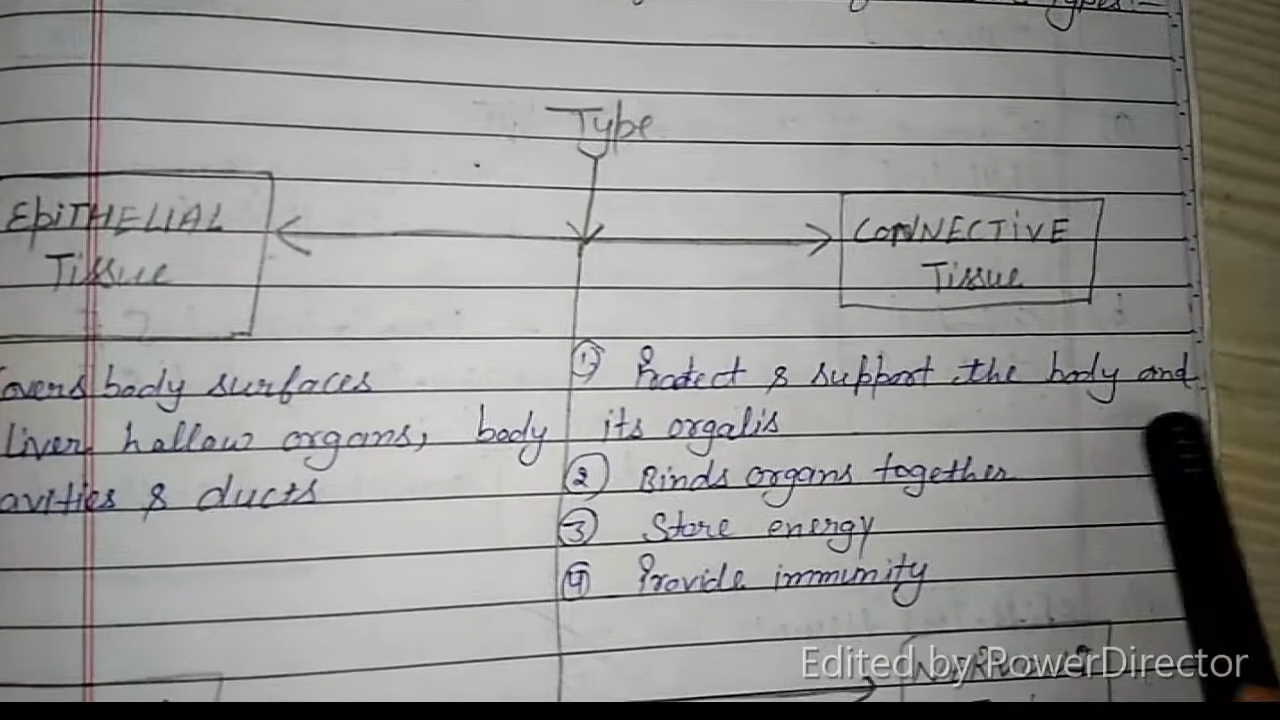 Types:-
Type
EpiTHELIAL
Tissue
CONNECTIVE
Tissue
overs body surfaces
liver, hallow organs, body
avities & ducts
① Protect & support the body and
its orgalis
② Binds organs together
③ Store energy
④ Provide immunity
Edited by PowerDirector